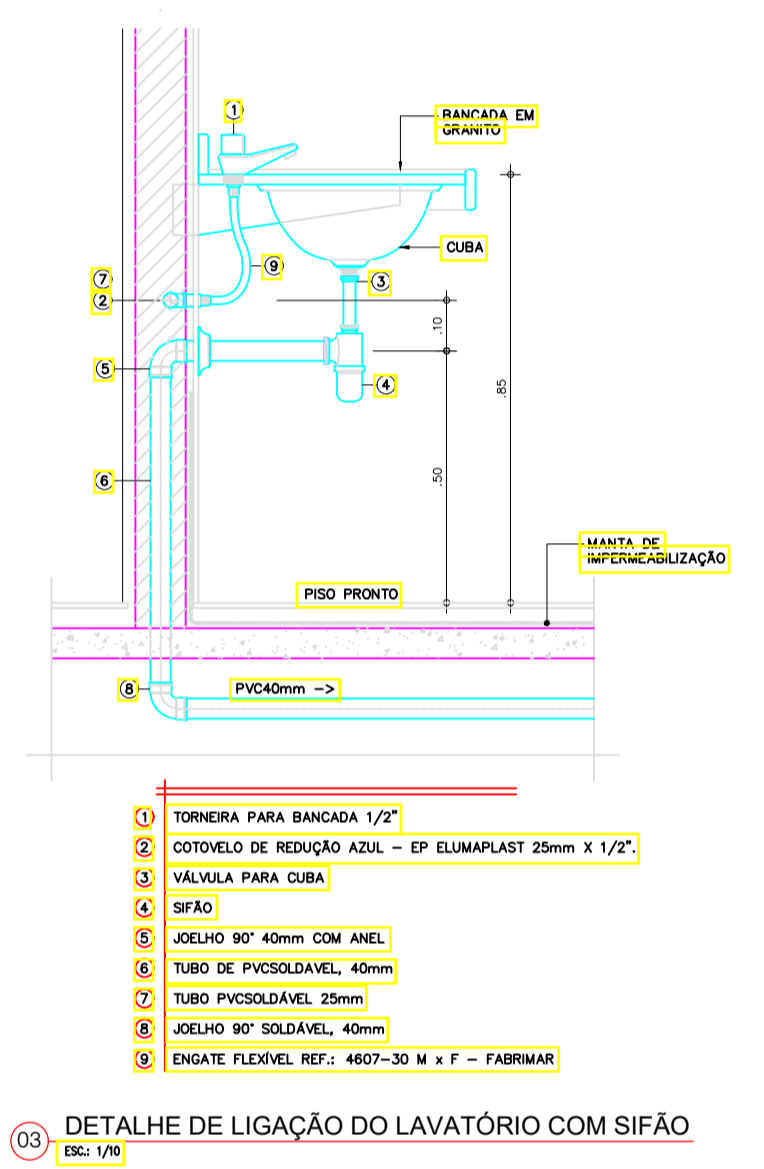 1
BANCADA EM
GRANITO
CUBA
7
9
2
3
.10
5
4
.85
6
.50
MANTA DE
IMPERMEABILIZAÇÃO
PISO PRONTO
8
PVC40mm ->
1 TORNEIRA PARA BANCADA 1/2"
2 COTOVELO DE REDUÇÃO AZUL – EP ELUMAPLAST 25mm X 1/2".
3 VÁLVULA PARA CUBA
4 SIFÃO
5 JOELHO 90° 40mm COM ANEL
6 TUBO DE PVCSOLDAVEL, 40mm
7 TUBO PVCSOLDÁVEL 25mm
8 JOELHO 90° SOLDÁVEL, 40mm
9 ENGATE FLEXÍVEL REF.: 4607–30 M x F – FABRIMAR
03 DETALHE DE LIGAÇÃO DO LAVATÓRIO COM SIFÃO
ESC.: 1/10